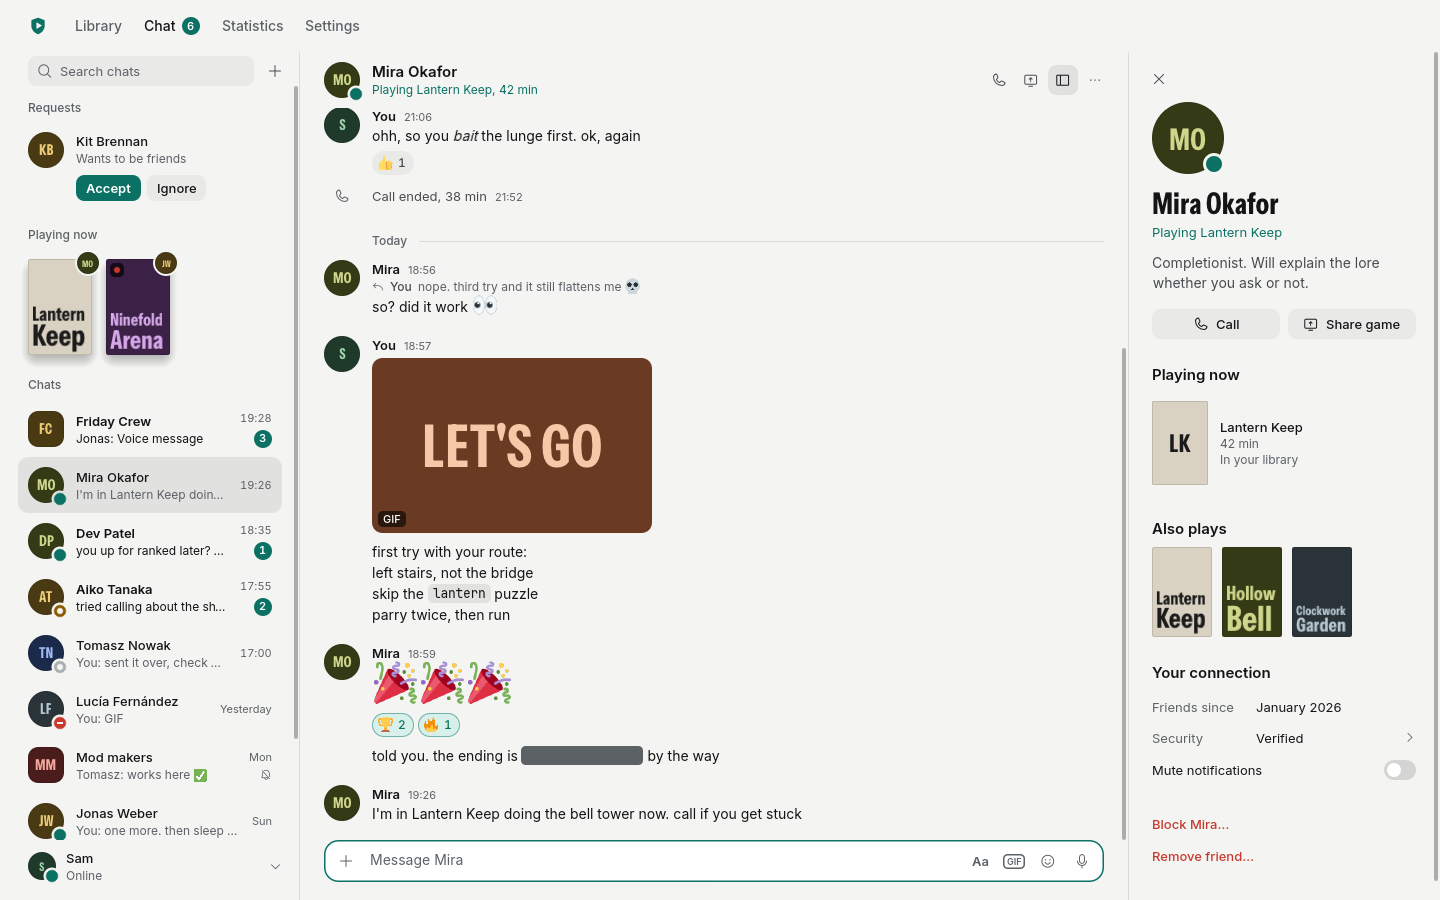 Library
Chat 6
Statistics
Settings
Search chats
Requests
KB
Kit Brennan
Wants to be friends
Accept
Ignore
Playing now
MO
Lantern
Keep
JW
Ninefold
Arena
Chats
FC
Friday Crew
19:28
Jonas: Voice message
3
MO
Mira Okafor
19:26
I'm in Lantern Keep doin...
DP
Dev Patel
18:35
you up for ranked later? ...
1
AT
Aiko Tanaka
17:55
tried calling about the sh...
2
TN
Tomasz Nowak
17:00
You: sent it over, check ...
LF
Lucía Fernández
Yesterday
You: GIF
MM
Mod makers
Mon
Tomasz: works here ✅
JW
Jonas Weber
Sun
You: one more. then sleep ...
S
Sam
Online
MO
Mira Okafor
Playing Lantern Keep, 42 min
S
You 21:06
ohh, so you bait the lunge first. ok, again
👍 1
Call ended, 38 min 21:52
Today
MO
Mira 18:56
You nope. third try and it still flattens me 💀
so? did it work 👀
S
You 18:57
LET'S GO
GIF
first try with your route:
left stairs, not the bridge
skip the lantern puzzle
parry twice, then run
MO
Mira 18:59
🎉🎉🎉
🏆 2 🔥 1
told you. the ending is by the way
MO
Mira 19:26
I'm in Lantern Keep doing the bell tower now. call if you get stuck
Message Mira
Aa
GIF
MO
Mira Okafor
Playing Lantern Keep
Completionist. Will explain the lore
whether you ask or not.
Call
Share game
Playing now
LK
Lantern Keep
42 min
In your library
Also plays
Lantern
Keep
Hollow
Bell
Clockwork
Garden
Your connection
Friends since January 2026
Security Verified
Mute notifications
Block Mira...
Remove friend...